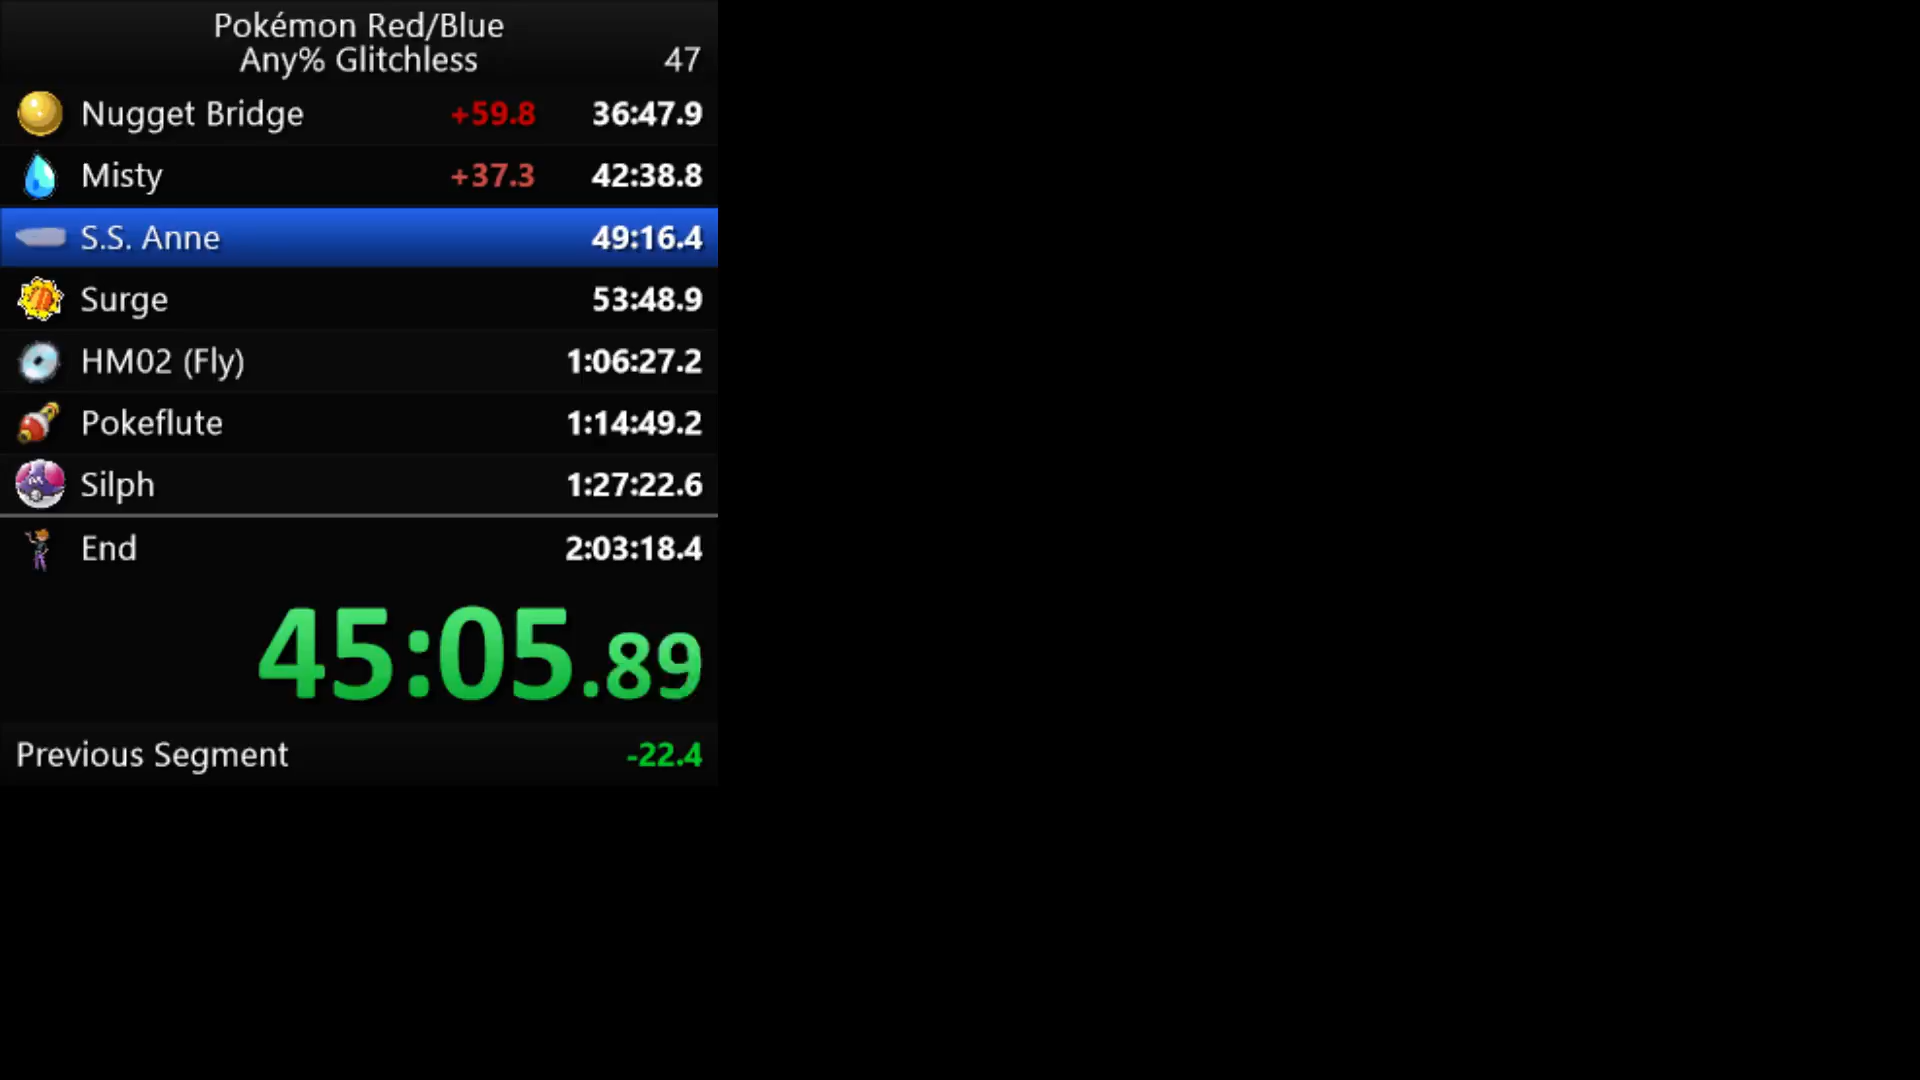 Pokémon Red/Blue
Any% Glitchless 47
Nugget Bridge +59.8 36:47.9
Misty +37.3 42:38.8
S.S. Anne 49:16.4
Surge 53:48.9
HM02 (Fly) 1:06:27.2
Pokeflute 1:14:49.2
Silph 1:27:22.6
End 2:03:18.4
45:05.89
Previous Segment -22.4